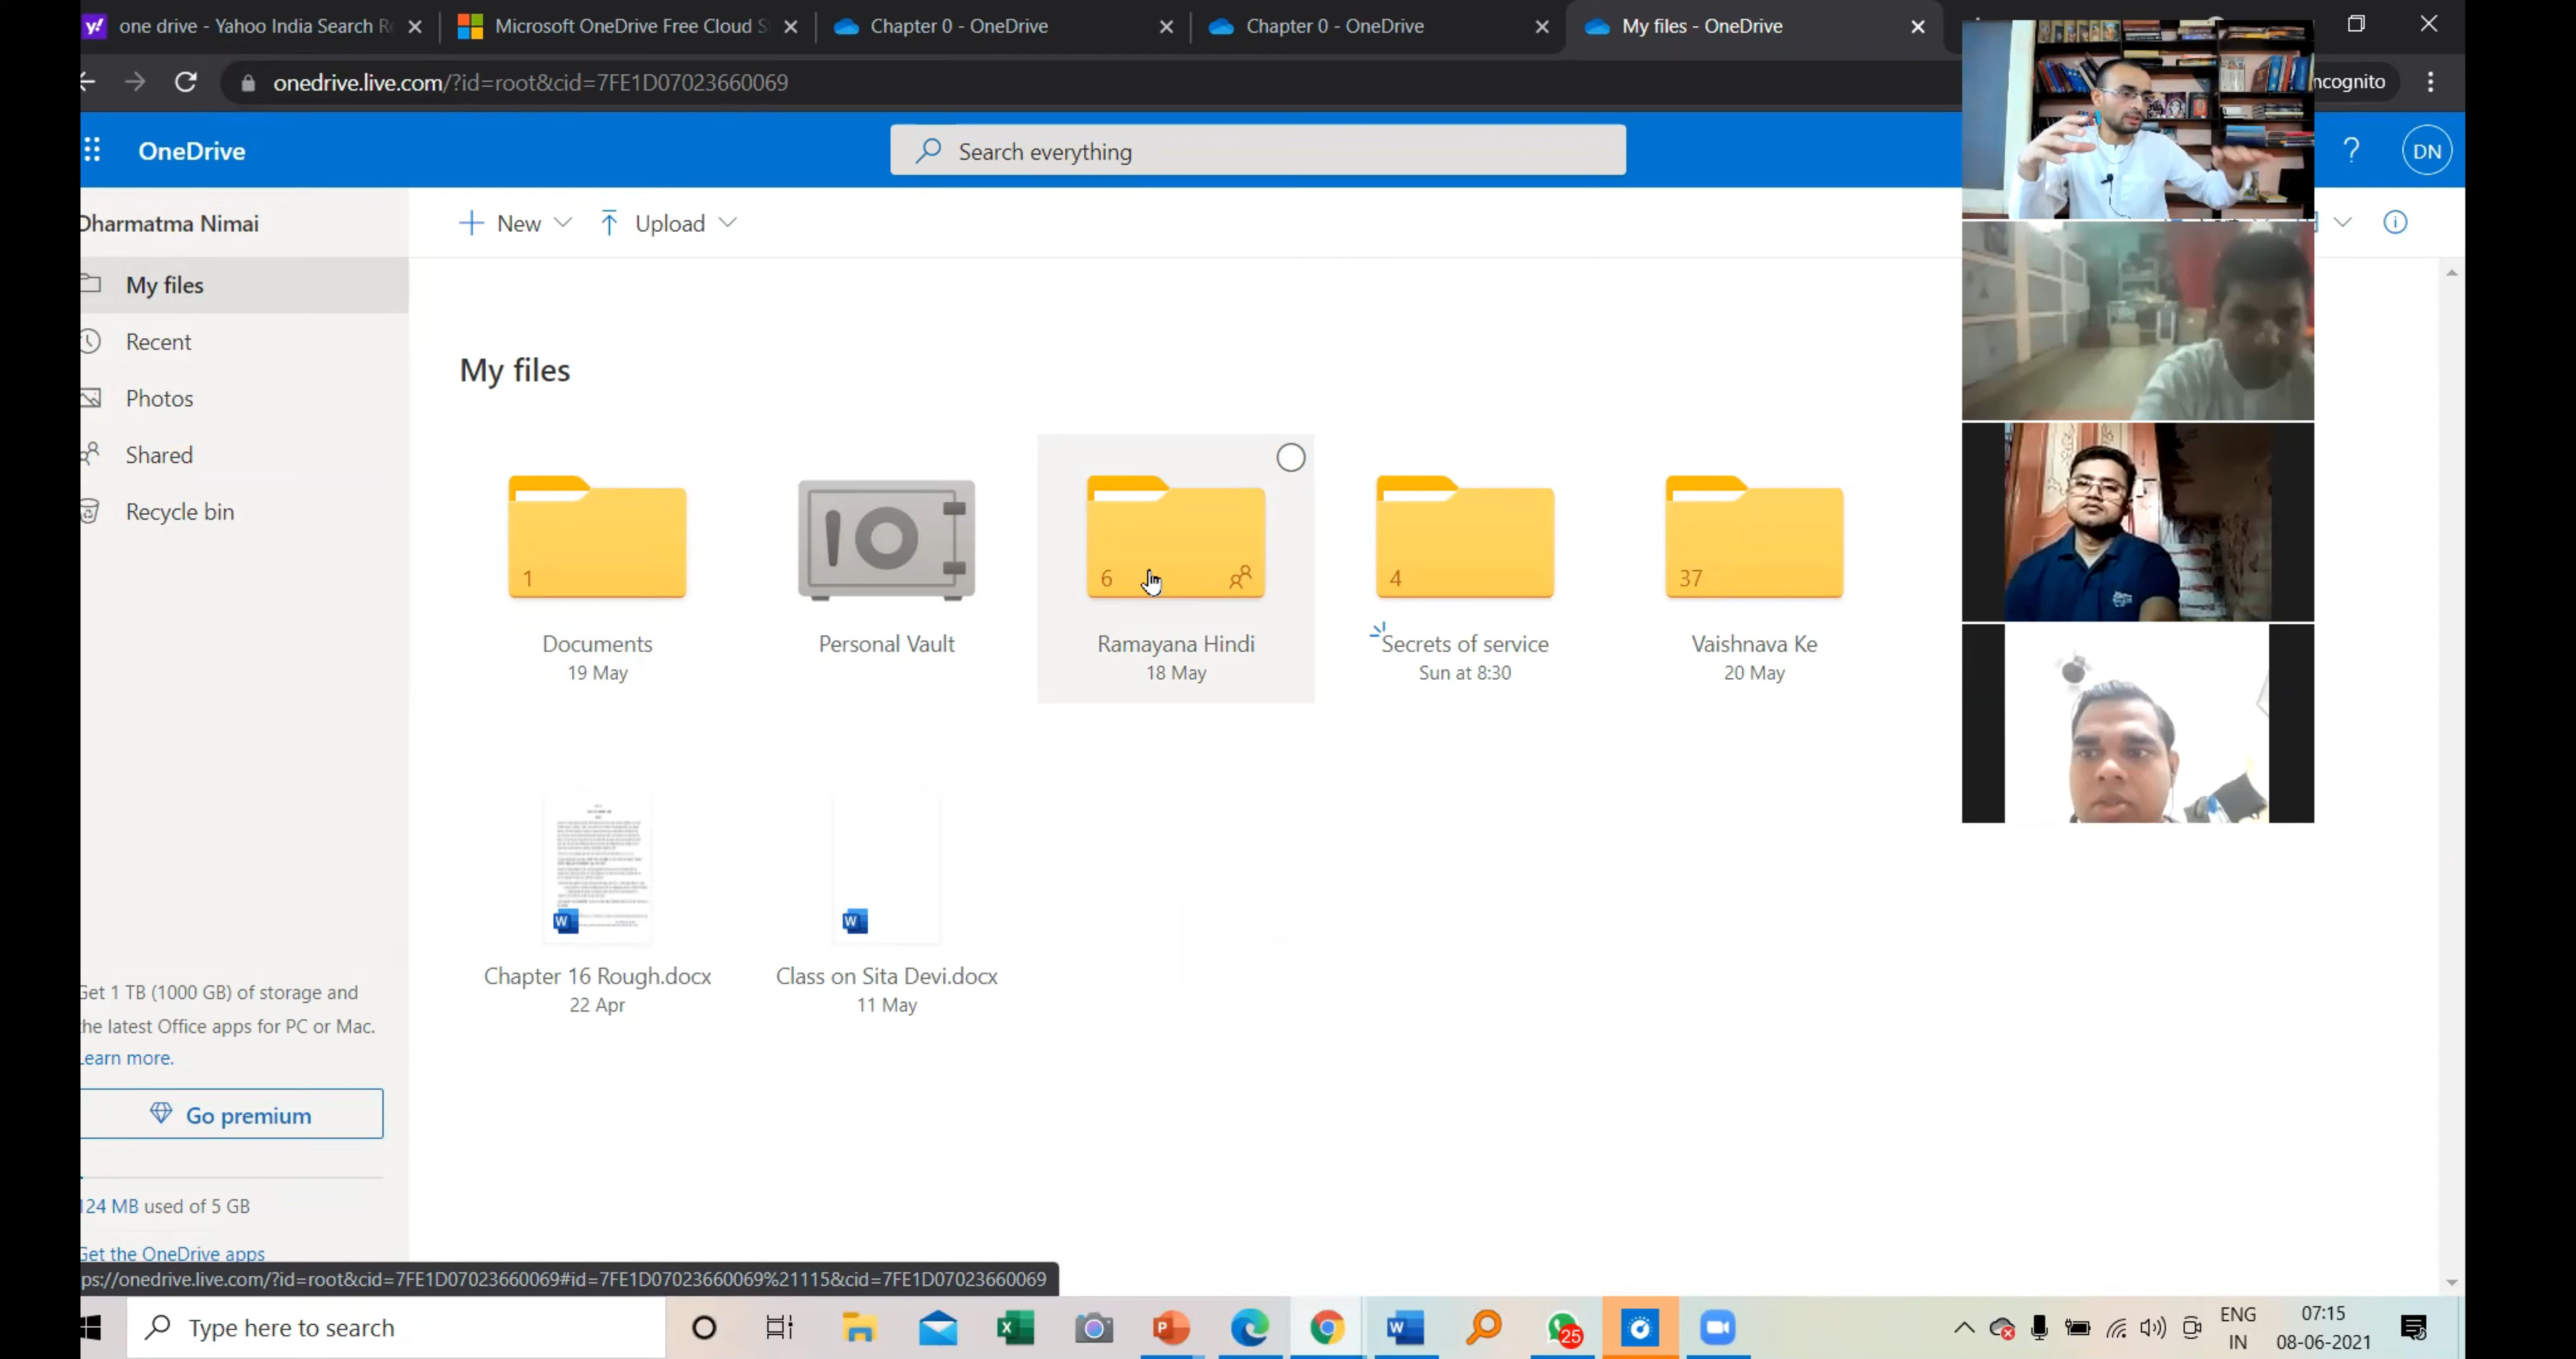 one drive - Yahoo India Search Re
Microsoft OneDrive Free Cloud S
Chapter 0 - OneDrive
Chapter 0 - OneDrive
My files - OneDrive
onedrive.live.com/?id=root&cid=7FE1D07023660069
ncognito
OneDrive
Search everything
?
DN
Dharmatma Nimai
New
Upload
My files
Recent
Photos
Shared
Recycle bin
My files
1
6
4
37
Documents
Personal Vault
Ramayana Hindi
Secrets of service
Vaishnava Ke
19 May
18 May
Sun at 8:30
20 May
Chapter 16 Rough.docx
Class on Sita Devi.docx
22 Apr
11 May
Get 1 TB (1000 GB) of storage and
the latest Office apps for PC or Mac.
Learn more.
Go premium
124 MB used of 5 GB
Get the OneDrive apps
ps://onedrive.live.com/?id=root&cid=7FE1D07023660069#id=7FE1D07023660069%21115&cid=7FE1D07023660069
Type here to search
25
ENG
IN
07:15
08-06-2021